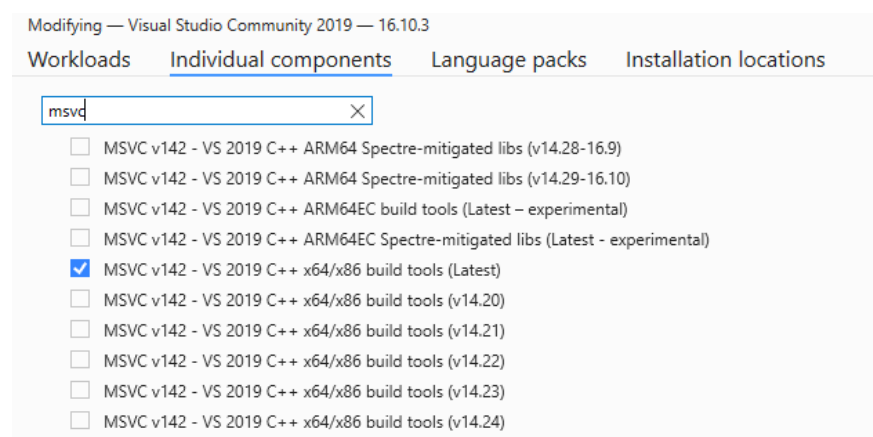 Modifying — Visual Studio Community 2019 — 16.10.3
Workloads Individual components Language packs Installation locations
msvc
MSVC v142 - VS 2019 C++ ARM64 Spectre-mitigated libs (v14.28-16.9)
MSVC v142 - VS 2019 C++ ARM64 Spectre-mitigated libs (v14.29-16.10)
MSVC v142 - VS 2019 C++ ARM64EC build tools (Latest – experimental)
MSVC v142 - VS 2019 C++ ARM64EC Spectre-mitigated libs (Latest - experimental)
MSVC v142 - VS 2019 C++ x64/x86 build tools (Latest)
MSVC v142 - VS 2019 C++ x64/x86 build tools (v14.20)
MSVC v142 - VS 2019 C++ x64/x86 build tools (v14.21)
MSVC v142 - VS 2019 C++ x64/x86 build tools (v14.22)
MSVC v142 - VS 2019 C++ x64/x86 build tools (v14.23)
MSVC v142 - VS 2019 C++ x64/x86 build tools (v14.24)